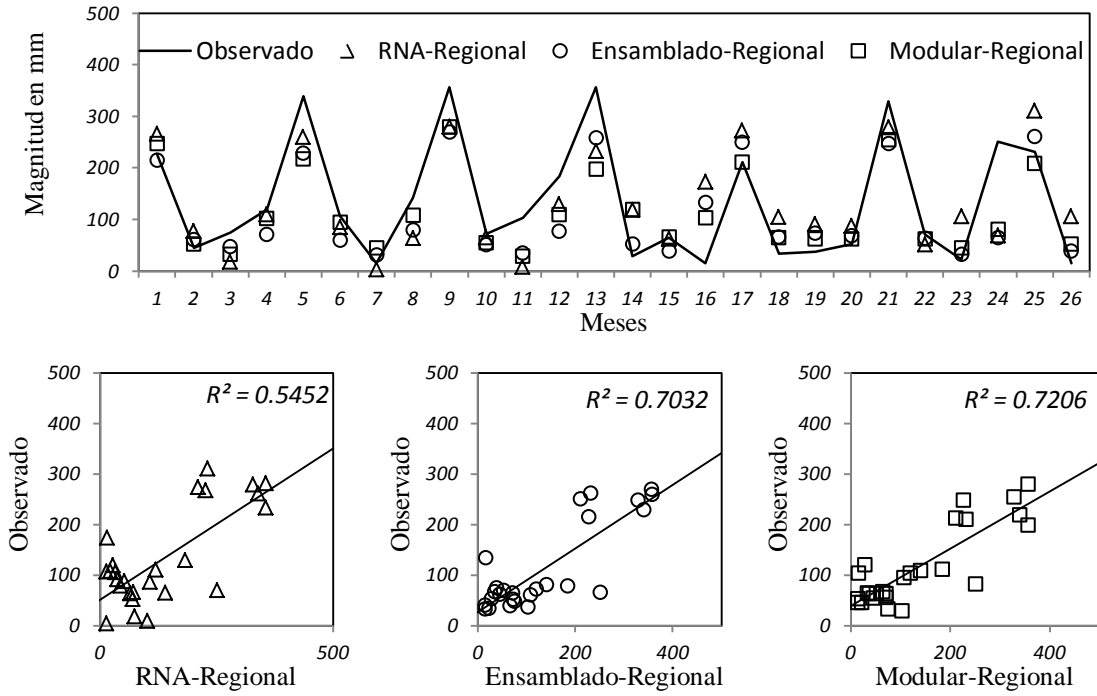 500
400
300
200
100
0
Magnitud en mm
Observado RNA-Regional Ensamblado-Regional Modular-Regional
1 2 3 4 5 6 7 8 9 10 11 12 13 14 15 16 17 18 19 20 21 22 23 24 25 26
Meses
500
400
300
200
100
0
Observado
R² = 0.5452
0 500
RNA-Regional
500
400
300
200
100
0
Observado
R² = 0.7032
0 200 400
Ensamblado-Regional
500
400
300
200
100
0
Observado
R² = 0.7206
0 200 400
Modular-Regional